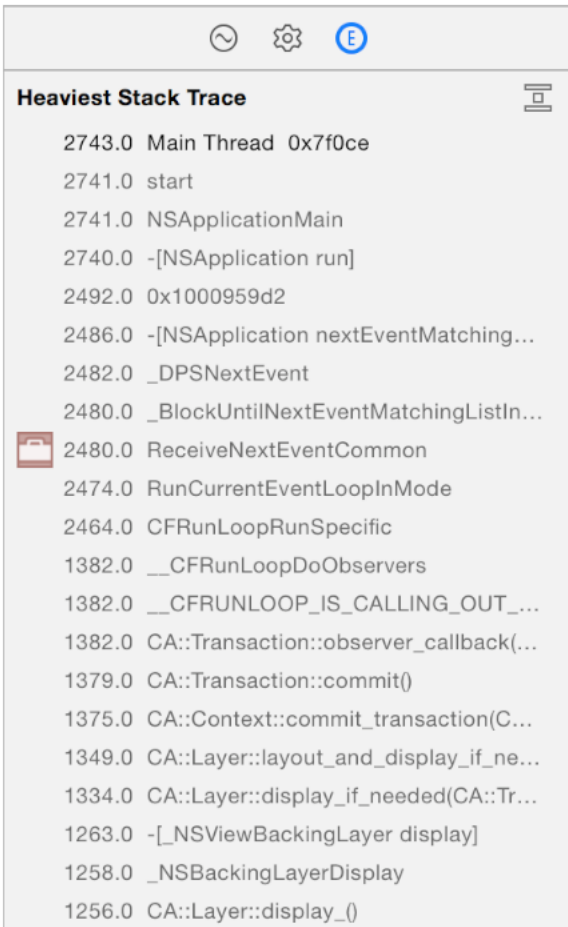 E
Heaviest Stack Trace
2743.0 Main Thread 0x7f0ce
2741.0 start
2741.0 NSApplicationMain
2740.0 -[NSApplication run]
2492.0 0x1000959d2
2486.0 -[NSApplication nextEventMatching...
2482.0 _DPSNextEvent
2480.0 _BlockUntilNextEventMatchingListIn...
2480.0 ReceiveNextEventCommon
2474.0 RunCurrentEventLoopInMode
2464.0 CFRunLoopRunSpecific
1382.0 __CFRunLoopDoObservers
1382.0 __CFRUNLOOP_IS_CALLING_OUT_...
1382.0 CA::Transaction::observer_callback(...
1379.0 CA::Transaction::commit()
1375.0 CA::Context::commit_transaction(C...
1349.0 CA::Layer::layout_and_display_if_ne...
1334.0 CA::Layer::display_if_needed(CA::Tr...
1263.0 -[_NSViewBackingLayer display]
1258.0 _NSBackingLayerDisplay
1256.0 CA::Layer::display_()